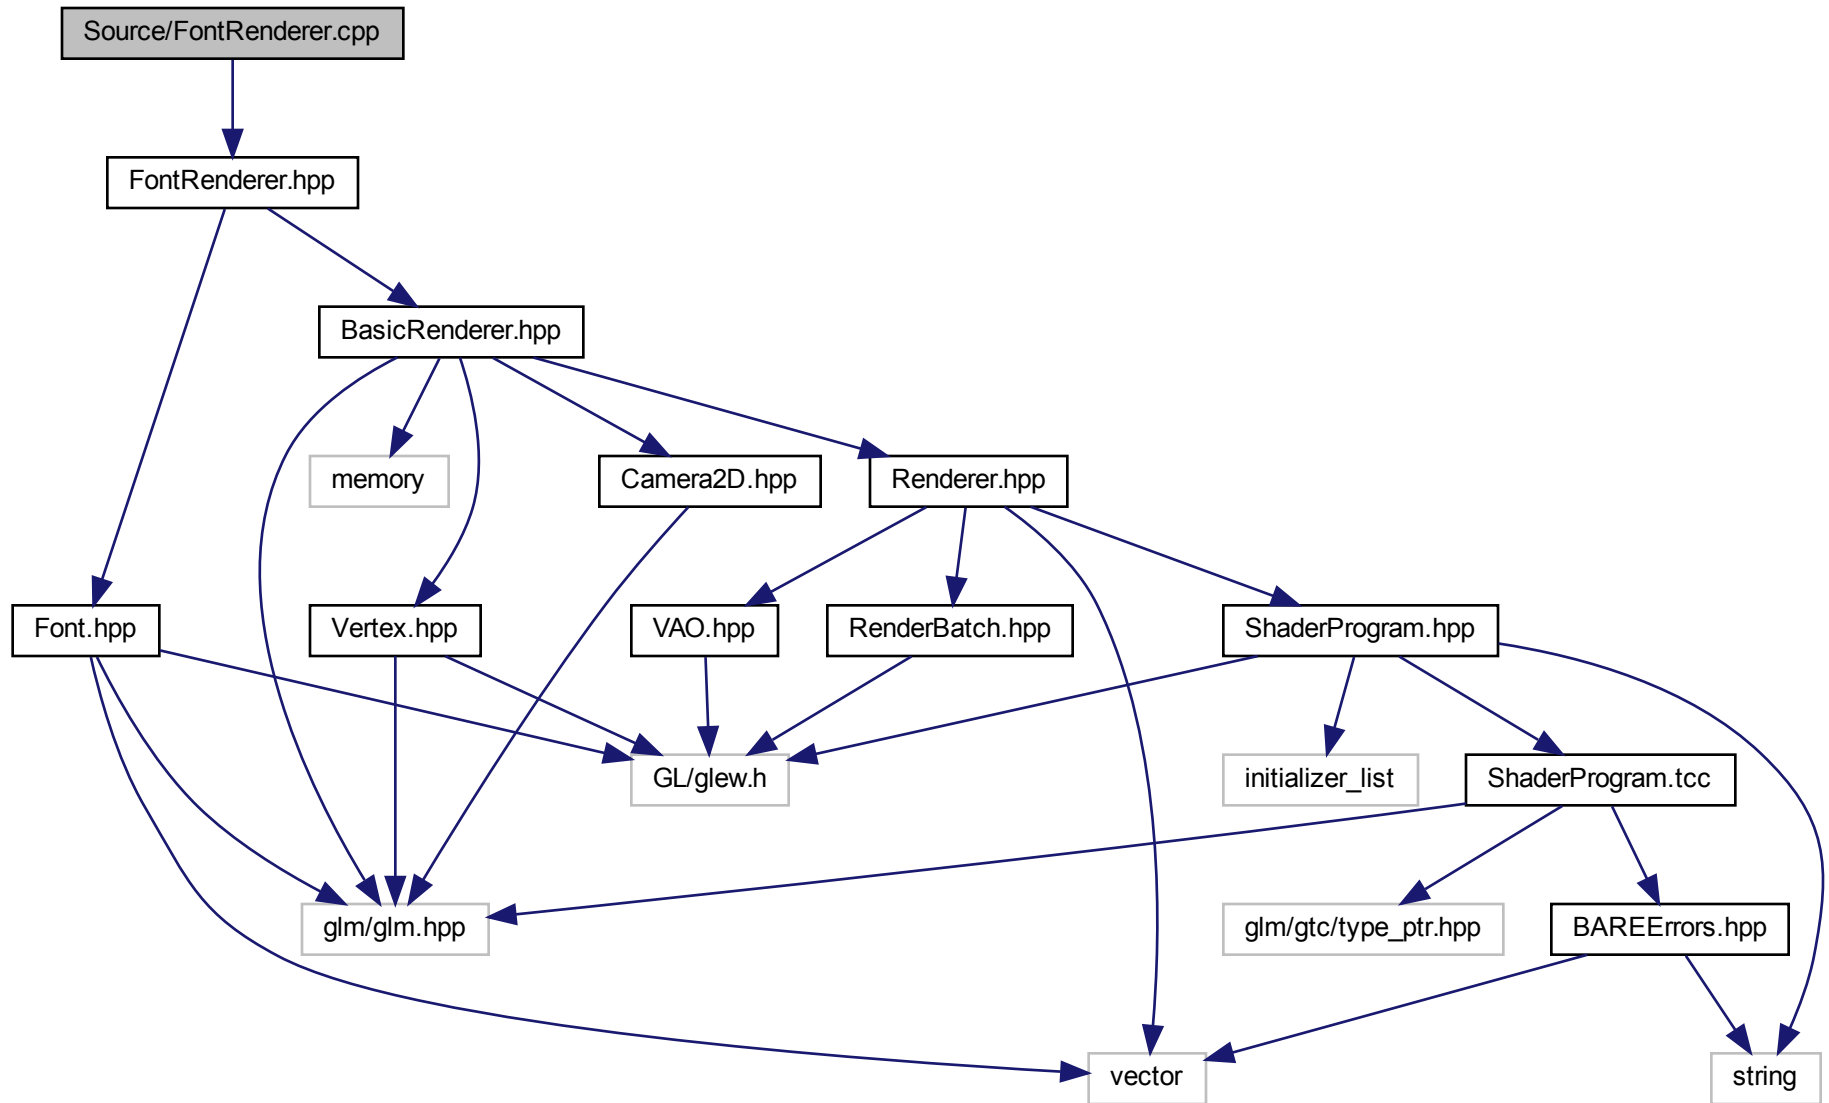 Source/FontRenderer.cpp
FontRenderer.hpp
BasicRenderer.hpp
memory
Camera2D.hpp
Renderer.hpp
Font.hpp
Vertex.hpp
VAO.hpp
RenderBatch.hpp
ShaderProgram.hpp
GL/glew.h
initializer_list
ShaderProgram.tcc
glm/glm.hpp
glm/gtc/type_ptr.hpp
BAREErrors.hpp
vector
string